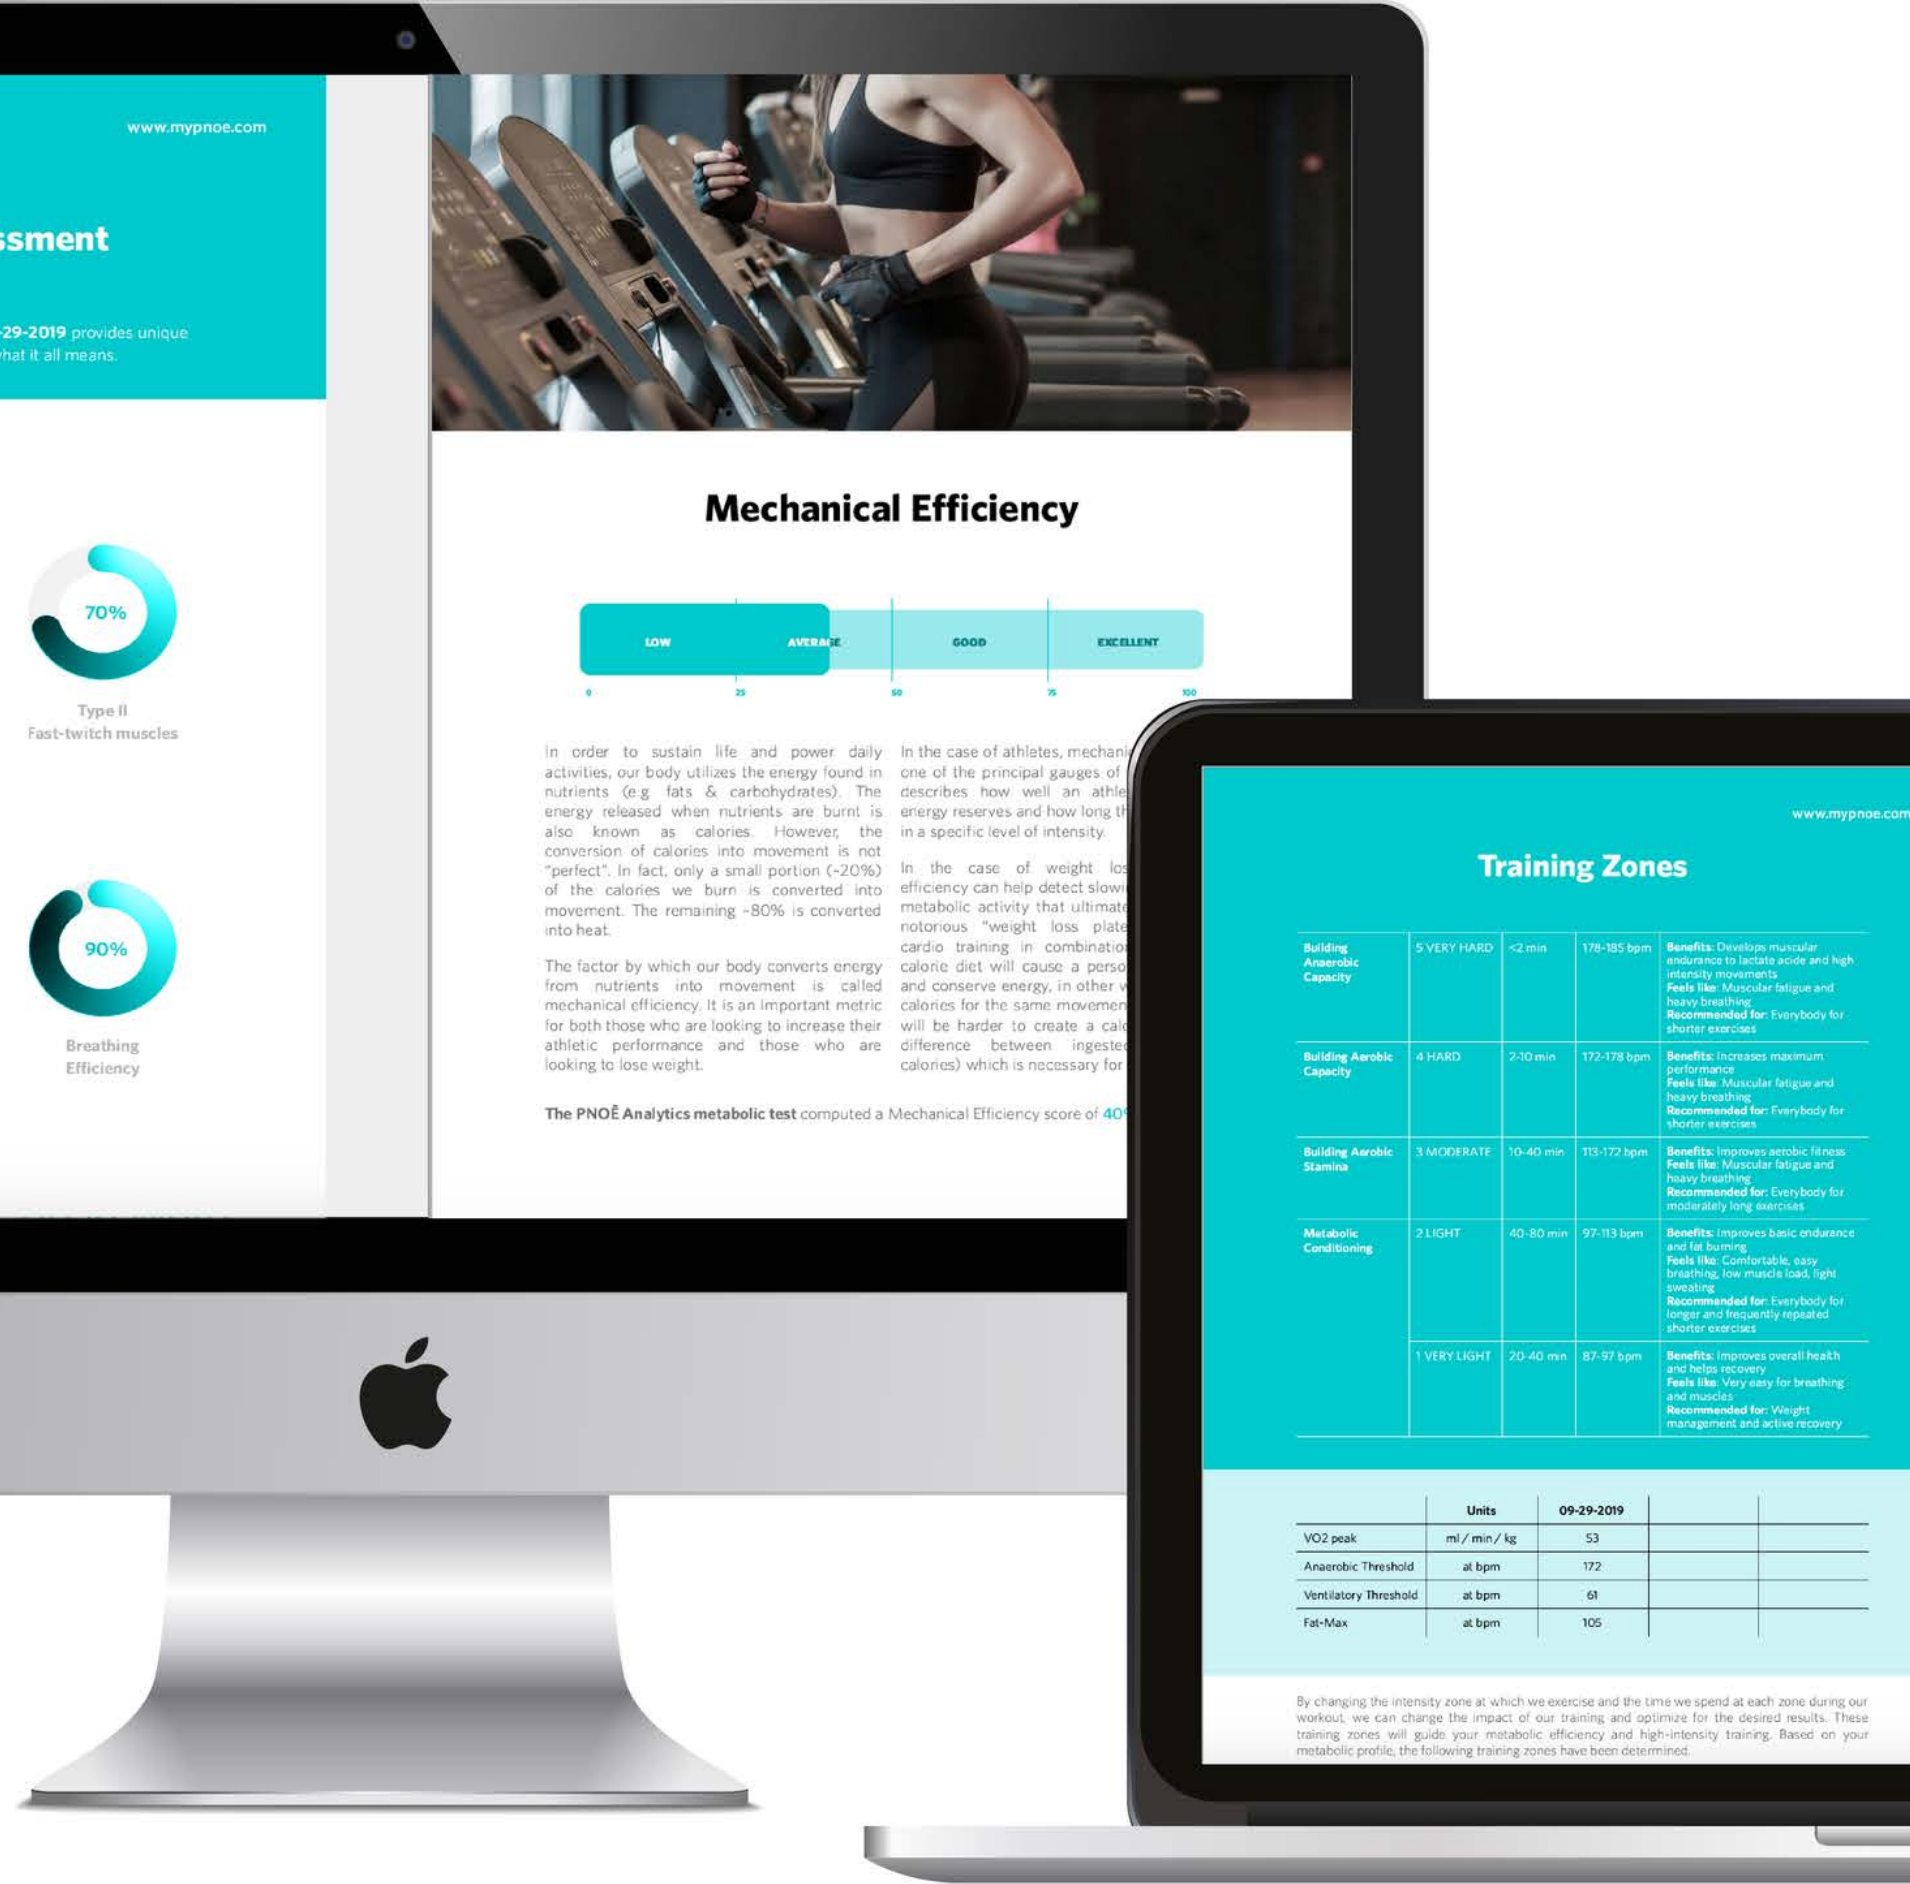 www.mypnoe.com
ssment
-29-2019 provides unique
hat it all means.
70%
Type II
Fast-twitch muscles
90%
Breathing
Efficiency
Mechanical Efficiency
LOW AVERAGE GOOD EXCELLENT
0 25 50 75 100
In order to sustain life and power daily
activities, our body utilizes the energy found in
nutrients (e.g fats & carbohydrates). The
energy released when nutrients are burnt is
also known as calories. However, the
conversion of calories into movement is not
"perfect". In fact, only a small portion (~20%)
of the calories we burn is converted into
movement. The remaining ~80% is converted
into heat.
The factor by which our body converts energy
from nutrients into movement is called
mechanical efficiency. It is an important metric
for both those who are looking to increase their
athletic performance and those who are
looking to lose weight.
In the case of athletes, mechani
one of the principal gauges of
describes how well an athle
energy reserves and how long th
in a specific level of intensity.
In the case of weight los
efficiency can help detect slowi
metabolic activity that ultimate
notorious "weight loss plate
cardio training in combination
calorie diet will cause a perso
and conserve energy, in other w
calories for the same movemen
will be harder to create a calo
difference between ingested
calories) which is necessary for
The PNOĒ Analytics metabolic test computed a Mechanical Efficiency score of 40
www.mypnoe.com
Training Zones
Building
Anaerobic
Capacity
5 VERY HARD
<2 min
178-185 bpm
Benefits: Develops muscular
endurance to lactate acide and high
intensity movements
Feels like: Muscular fatigue and
heavy breathing
Recommended for: Everybody for
shorter exercises
Building Aerobic
Capacity
4 HARD
2-10 min
172-178 bpm
Benefits: Increases maximum
performance
Feels like: Muscular fatigue and
heavy breathing
Recommended for: Everybody for
shorter exercises
Building Aerobic
Stamina
3 MODERATE
10-40 min
113-172 bpm
Benefits: Improves aerobic fitness
Feels like: Muscular fatigue and
heavy breathing
Recommended for: Everybody for
moderately long exercises
Metabolic
Conditioning
2 LIGHT
40-80 min
97-113 bpm
Benefits: Improves basic endurance
and fat burning
Feels like: Comfortable, easy
breathing, low muscle load, light
sweating
Recommended for: Everybody for
longer and frequently repeated
shorter exercises
1 VERY LIGHT
20-40 min
87-97 bpm
Benefits: Improves overall health
and helps recovery
Feels like: Very easy for breathing
and muscles
Recommended for: Weight
management and active recovery
Units 09-29-2019
VO2 peak ml / min / kg 53
Anaerobic Threshold at bpm 172
Ventilatory Threshold at bpm 61
Fat-Max at bpm 105
By changing the intensity zone at which we exercise and the time we spend at each zone during our
workout, we can change the impact of our training and optimize for the desired results. These
training zones will guide your metabolic efficiency and high-intensity training. Based on your
metabolic profile, the following training zones have been determined.